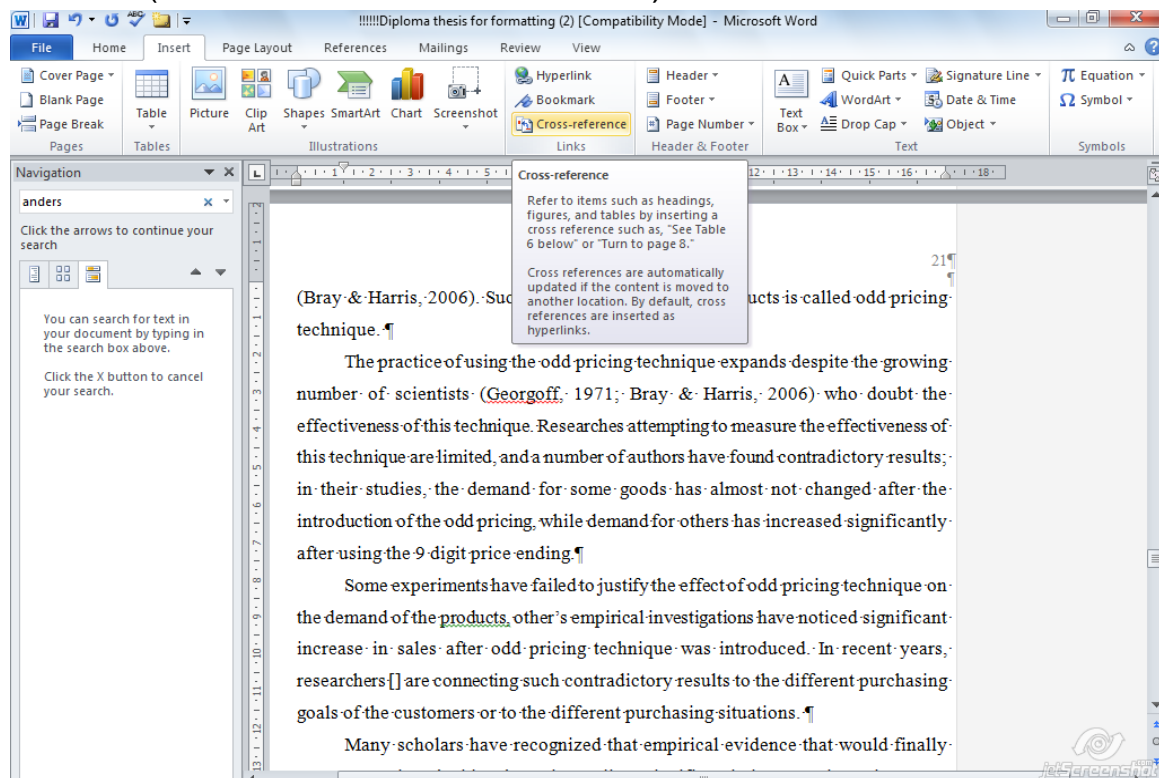 !!!!!!Diploma thesis for formatting (2) [Compatibility Mode] - Microsoft Word
File Home Insert Page Layout References Mailings Review View
Cover Page
Blank Page
Page Break
Pages
Table
Tables
Picture
Clip Art
Shapes
SmartArt
Chart
Screenshot
Illustrations
Hyperlink
Bookmark
Cross-reference
Links
Header
Footer
Page Number
Header & Footer
Text Box
Quick Parts
WordArt
Drop Cap
Signature Line
Date & Time
Object
Text
Equation
Symbol
Symbols
Navigation
anders
Click the arrows to continue your
search
You can search for text in
your document by typing in
the search box above.
Click the X button to cancel
your search.
Cross-reference
Refer to items such as headings,
figures, and tables by inserting a
cross reference such as, "See Table
6 below" or "Turn to page 8."
Cross references are automatically
updated if the content is moved to
another location. By default, cross
references are inserted as
hyperlinks.
21¶
¶
(Bray & Harris, 2006). ucts is called odd pricing
technique. ¶
The practice of using the odd pricing technique expands despite the growing
number of scientists (Georgoff, 1971; Bray & Harris, 2006) who doubt the
effectiveness of this technique. Researches attempting to measure the effectiveness of
this technique are limited, and a number of authors have found contradictory results;
in their studies, the demand for some goods has almost not changed after the
introduction of the odd pricing, while demand for others has increased significantly
after using the 9 digit price ending.¶
Some experiments have failed to justify the effect of odd pricing technique on
the demand of the products, other's empirical investigations have noticed significant
increase in sales after odd pricing technique was introduced. In recent years,
researchers [] are connecting such contradictory results to the different purchasing
goals of the customers or to the different purchasing situations. ¶
Many scholars have recognized that empirical evidence that would finally
jetScreenshot